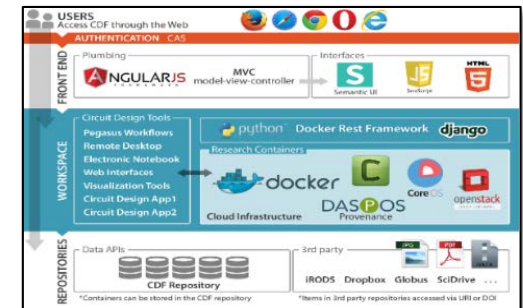 USERS
Access CDF through the Web
AUTHENTICATION CAS
FRONT END
Plumbing
ANGULARJS
MVC
model-view-controller
Interfaces
Semantic UI
JavaScript
HTML
WORKSPACE
Circuit Design Tools
Pegasus Workflows
Remote Desktop
Electronic Notebook
Web Interfaces
Visualization Tools
Circuit Design App1
Circuit Design App2
python Docker Rest Framework django
Research Containers
docker
Cloud Infrastructure
C
DASPOS
Provenance
CoreOS
openstack
REPOSITORIES
Data APIs
CDF Repository
*Containers can be stored in the CDF repository
3rd party
JPG
PDF
iRODS Dropbox Globus SciDrive ...
*Items in 3rd party repositories accessed via URI or DOI